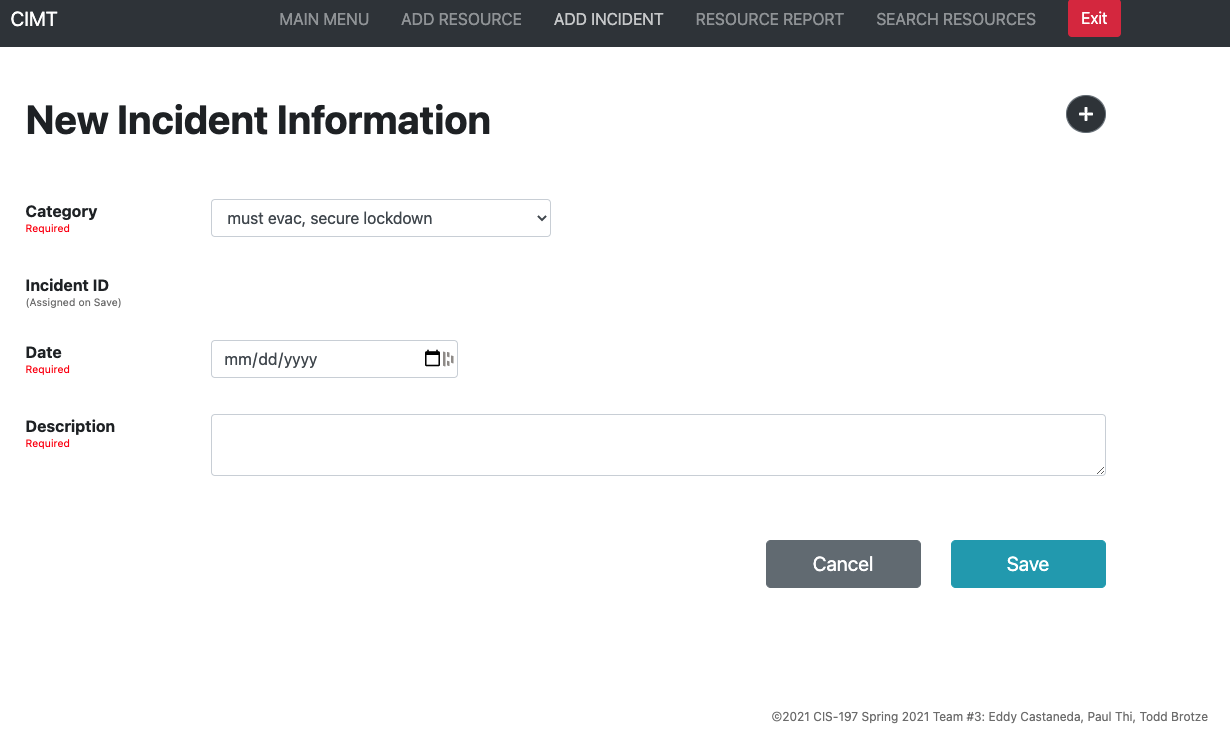 CIMT MAIN MENU ADD RESOURCE ADD INCIDENT RESOURCE REPORT SEARCH RESOURCES Exit
New Incident Information +
Category
Required
must evac, secure lockdown
Incident ID
(Assigned on Save)
Date
Required
mm/dd/yyyy
Description
Required
Cancel Save
©2021 CIS-197 Spring 2021 Team #3: Eddy Castaneda, Paul Thi, Todd Brotze